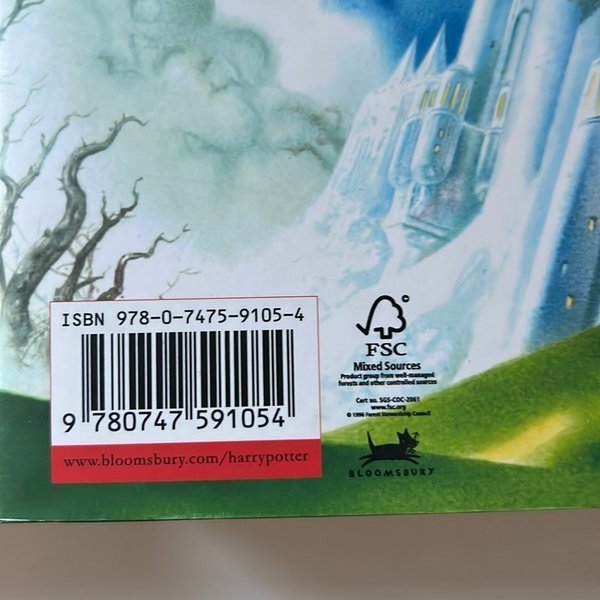 ISBN 978-0-7475-9105-4
9 780747 591054
www.bloomsbury.com/harrypotter
FSC
Mixed Sources
Product group from well-managed
forests and other controlled sources
Cert no. SGS-COC-2061
www.fsc.org
© 1996 Forest Stewardship Council
BLOOMSBURY